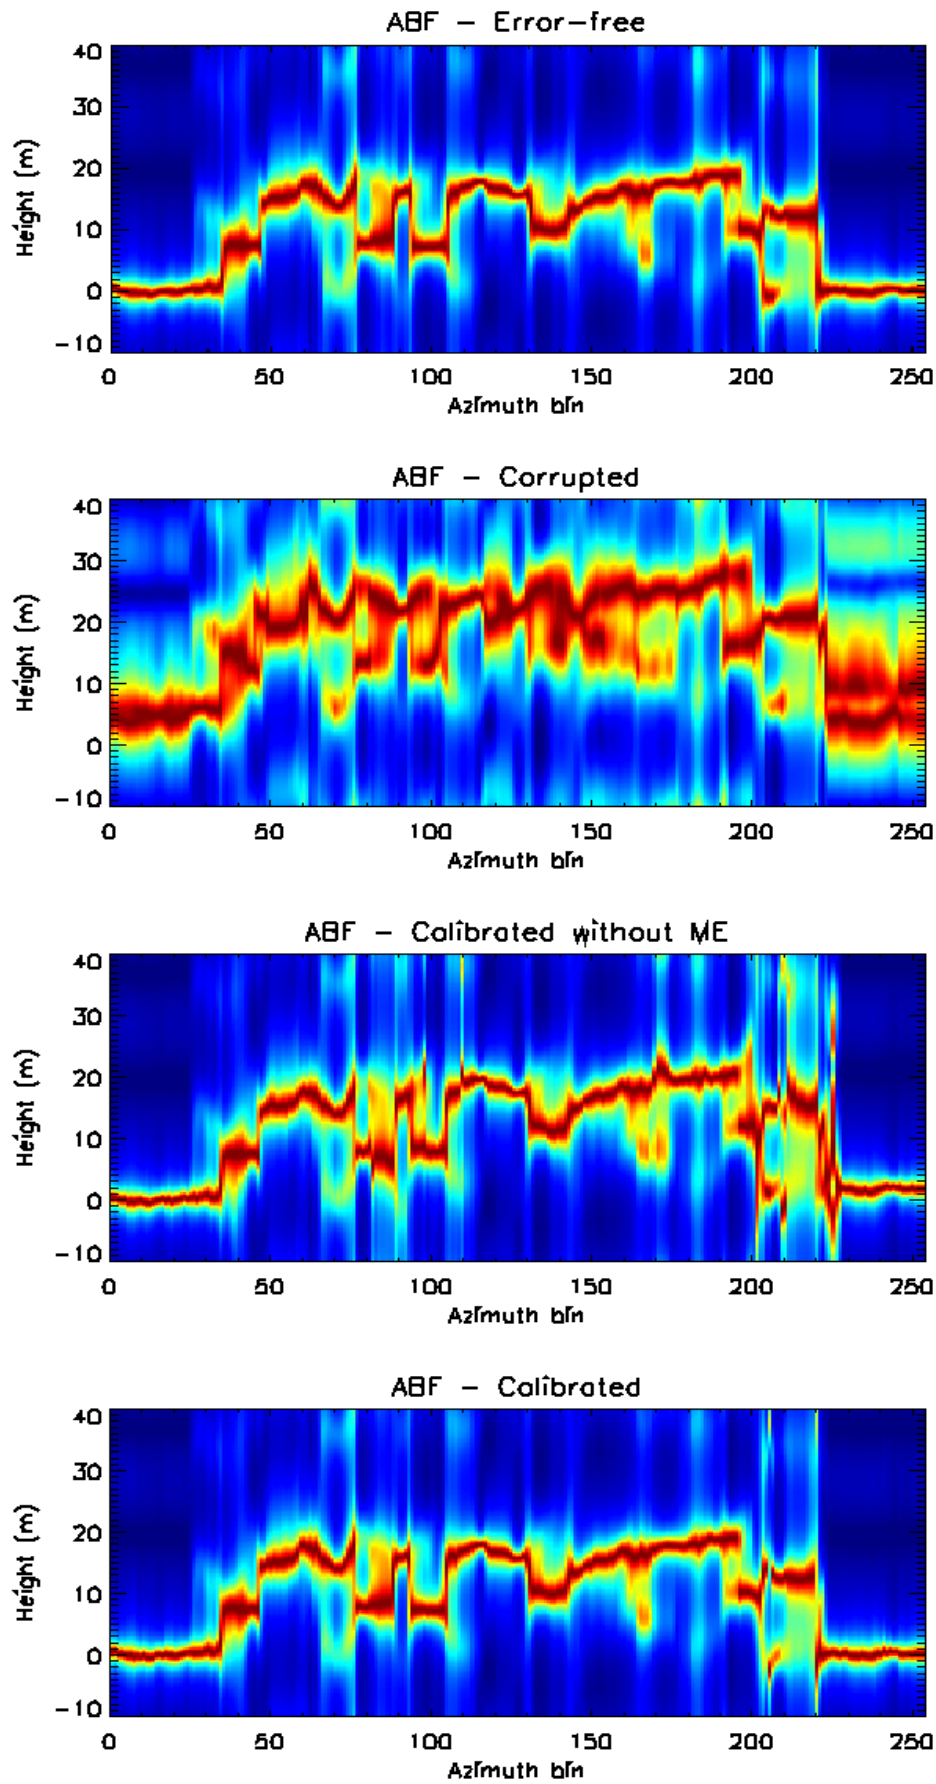 ABF – Error-free
40
30
20
10
0
-10
Height (m)
0 50 100 150 200 250
Azimuth bin
ABF – Corrupted
40
30
20
10
0
-10
Height (m)
0 50 100 150 200 250
Azimuth bin
ABF – Calibrated without ME
40
30
20
10
0
-10
Height (m)
0 50 100 150 200 250
Azimuth bin
ABF – Calibrated
40
30
20
10
0
-10
Height (m)
0 50 100 150 200 250
Azimuth bin